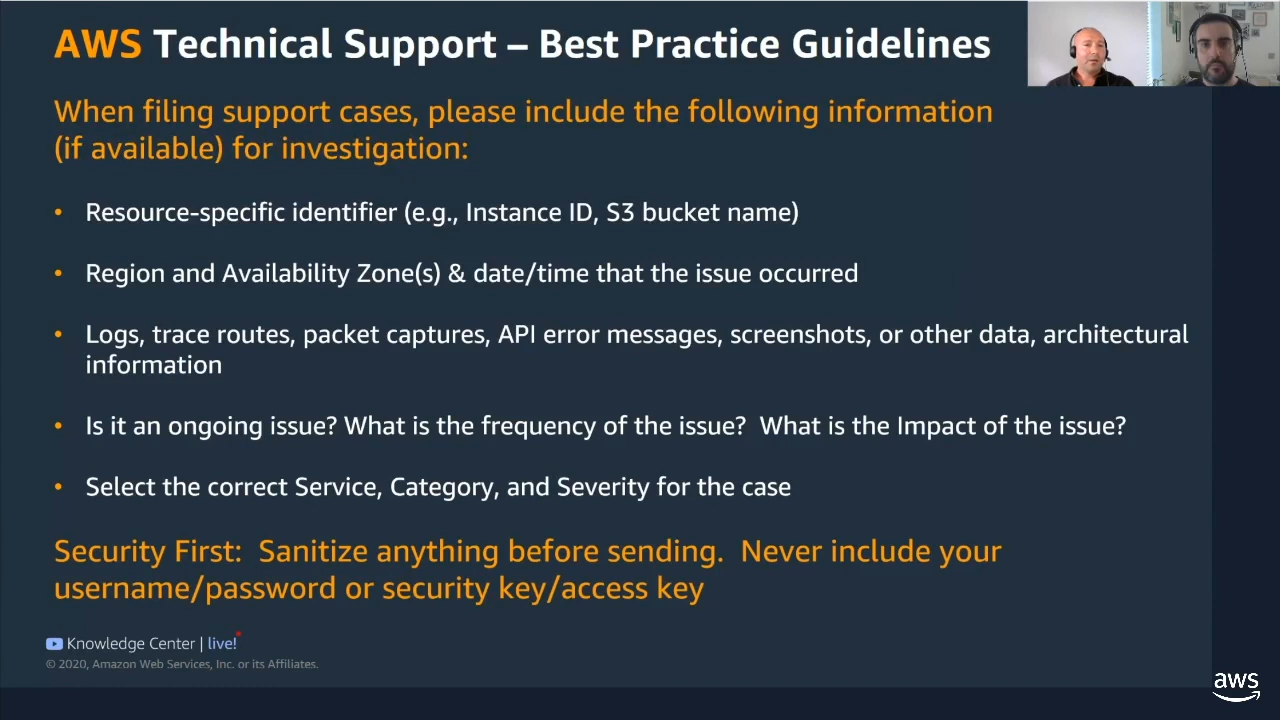 AWS Technical Support – Best Practice Guidelines
When filing support cases, please include the following information
(if available) for investigation:
• Resource-specific identifier (e.g., Instance ID, S3 bucket name)
• Region and Availability Zone(s) & date/time that the issue occurred
• Logs, trace routes, packet captures, API error messages, screenshots, or other data, architectural
information
• Is it an ongoing issue? What is the frequency of the issue?  What is the Impact of the issue?
• Select the correct Service, Category, and Severity for the case
Security First:  Sanitize anything before sending.  Never include your
username/password or security key/access key
Knowledge Center | live!
© 2020, Amazon Web Services, Inc. or its Affiliates.
aws